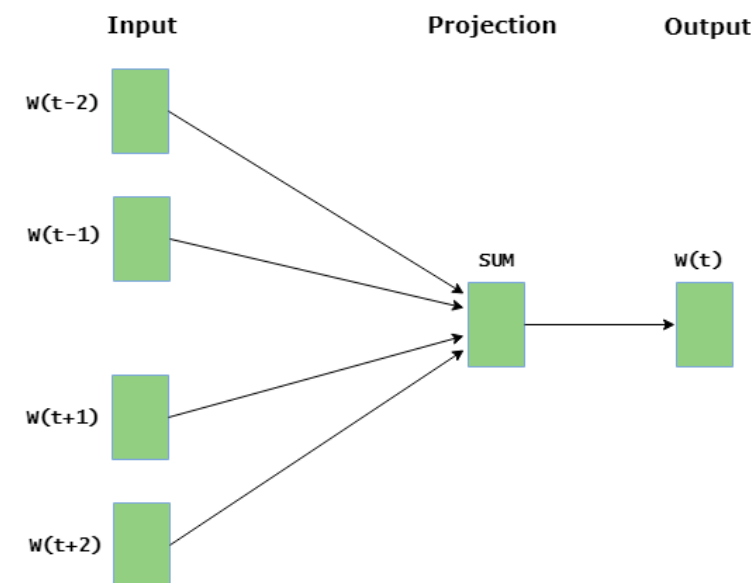 Input Projection Output
W(t-2)
W(t-1)
SUM W(t)
W(t+1)
W(t+2)